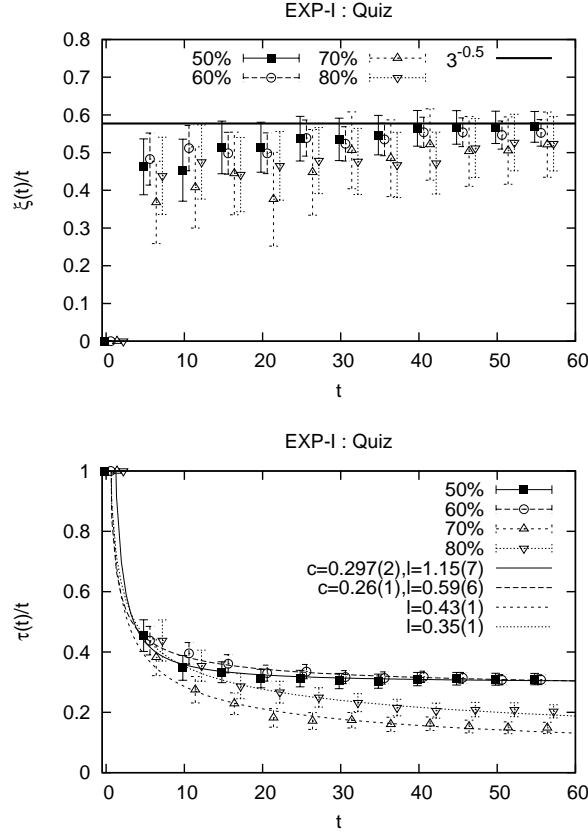 EXP-I : Quiz
0.8
0.7
0.6
0.5
0.4
0.3
0.2
0.1
0
50%
60%
70%
80%
3^-0.5
ξ(t)/t
0 10 20 30 40 50 60
t
EXP-I : Quiz
1
0.8
0.6
0.4
0.2
0
50%
60%
70%
80%
c=0.297(2),l=1.15(7)
c=0.26(1),l=0.59(6)
l=0.43(1)
l=0.35(1)
τ(t)/t
0 10 20 30 40 50 60
t